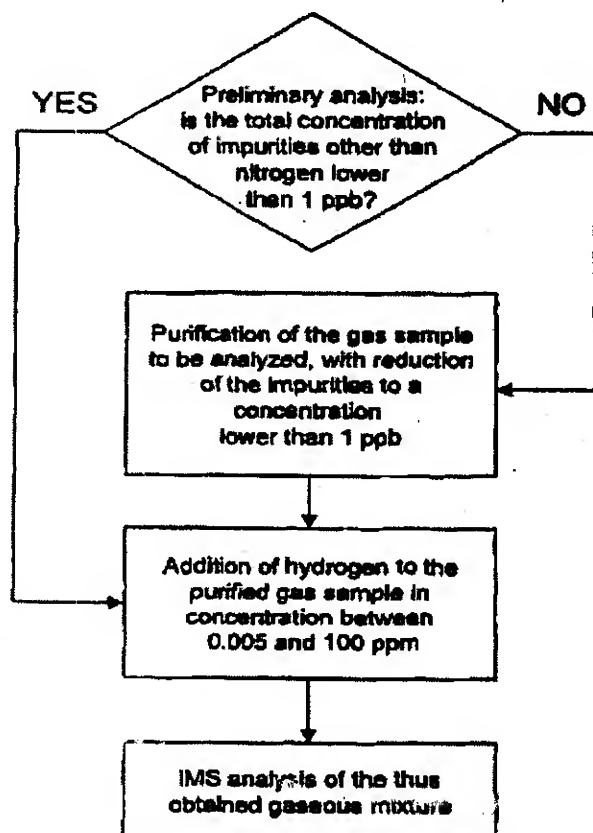 Preliminary analysis:
YES
is the total concentration
NO
of impurities other than
nitrogen lower
than 1 ppb?
Purification of the gas sample
to be analyzed, with reduction
of the impurities to a
concentration
lower than 1 ppb
Addition of hydrogen to the
purified gas sample in
concentration between
0.005 and 100 ppm
IMS analysis of the thus
obtained gaseous mixture